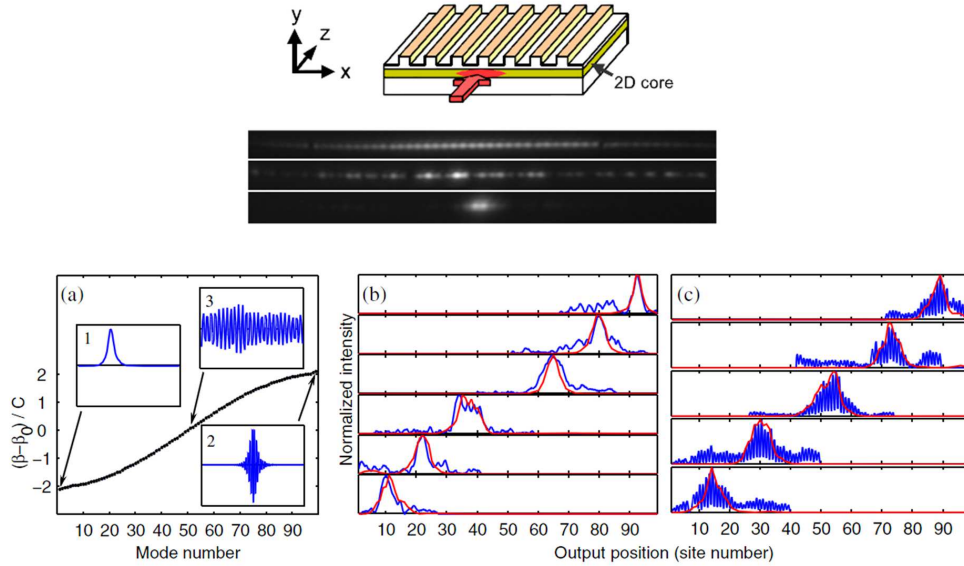 y
z
x
2D core
(a)
1
3
2
(β−β0) / C
2
1
0
−1
−2
10 20 30 40 50 60 70 80 90
Mode number
(b)
Normalized intensity
10 20 30 40 50 60 70 80 90
(c)
10 20 30 40 50 60 70 80 90
Output position (site number)